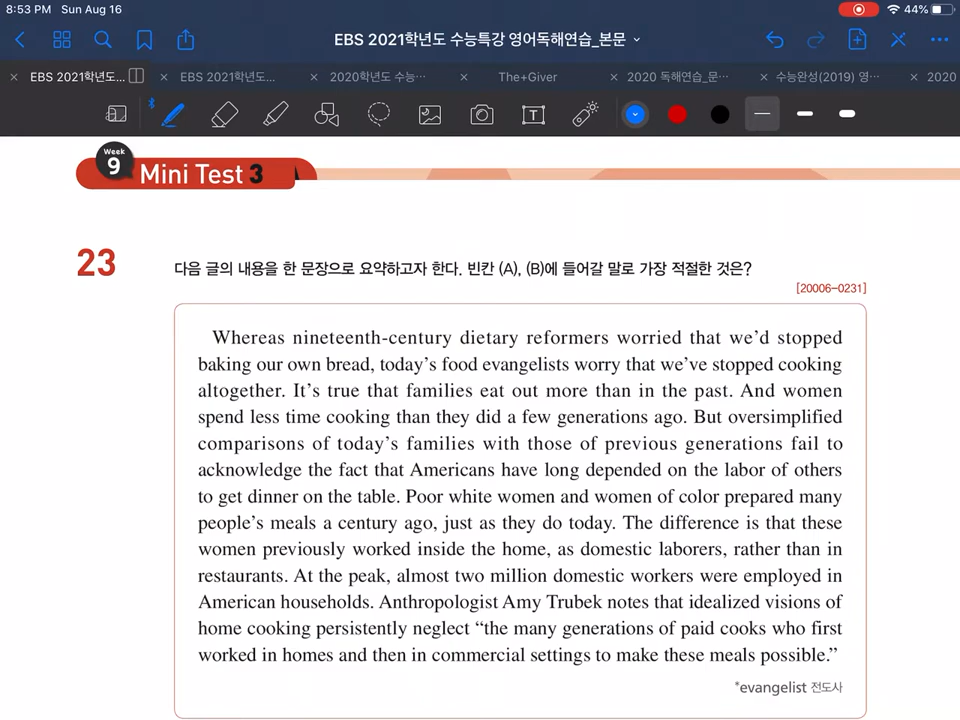 8:53 PM Sun Aug 16
44%
EBS 2021학년도 수능특강 영어독해연습_본문
EBS 2021학년도...
EBS 2021학년도...
2020학년도 수능...
The+Giver
2020 독해연습_문...
수능완성(2019) 영...
2020
T
Week
9
Mini Test 3
23
다음 글의 내용을 한 문장으로 요약하고자 한다. 빈칸 (A), (B)에 들어갈 말로 가장 적절한 것은?
[20006-0231]
Whereas nineteenth-century dietary reformers worried that we'd stopped
baking our own bread, today's food evangelists worry that we've stopped cooking
altogether. It's true that families eat out more than in the past. And women
spend less time cooking than they did a few generations ago. But oversimplified
comparisons of today's families with those of previous generations fail to
acknowledge the fact that Americans have long depended on the labor of others
to get dinner on the table. Poor white women and women of color prepared many
people's meals a century ago, just as they do today. The difference is that these
women previously worked inside the home, as domestic laborers, rather than in
restaurants. At the peak, almost two million domestic workers were employed in
American households. Anthropologist Amy Trubek notes that idealized visions of
home cooking persistently neglect "the many generations of paid cooks who first
worked in homes and then in commercial settings to make these meals possible."
*evangelist 전도사